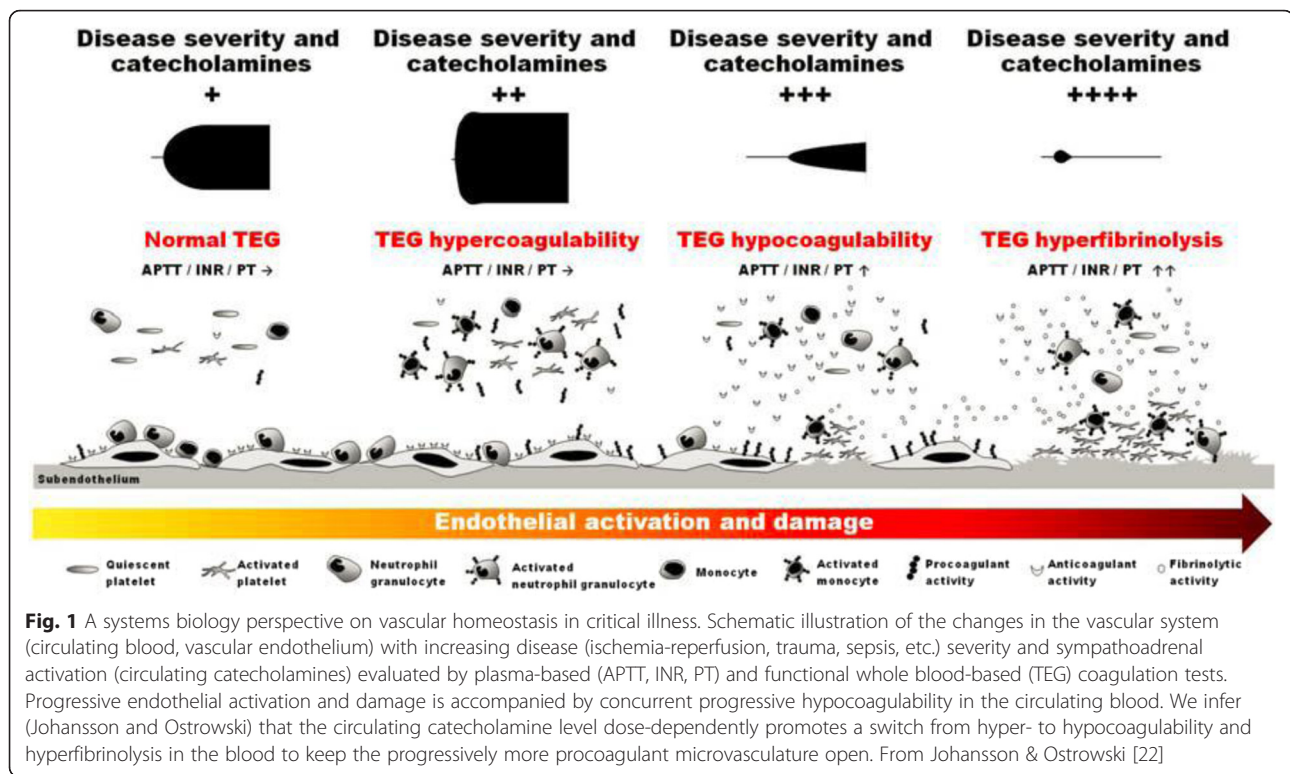 Disease severity and catecholamines +
Disease severity and catecholamines ++
Disease severity and catecholamines +++
Disease severity and catecholamines ++++
Normal TEG
TEG hypercoagulability
TEG hypocoagulability
TEG hyperfibrinolysis
APTT / INR / PT →
APTT / INR / PT →
APTT / INR / PT ↑
APTT / INR / PT ↑↑
Subendothelium
Endothelial activation and damage
Quiescent platelet
Activated platelet
Neutrophil granulocyte
Activated neutrophil granulocyte
Monocyte
Activated monocyte
Procoagulant activity
Anticoagulant activity
Fibrinolytic activity
Fig. 1 A systems biology perspective on vascular homeostasis in critical illness. Schematic illustration of the changes in the vascular system
(circulating blood, vascular endothelium) with increasing disease (ischemia-reperfusion, trauma, sepsis, etc.) severity and sympathoadrenal
activation (circulating catecholamines) evaluated by plasma-based (APTT, INR, PT) and functional whole blood-based (TEG) coagulation tests.
Progressive endothelial activation and damage is accompanied by concurrent progressive hypocoagulability in the circulating blood. We infer
(Johansson and Ostrowski) that the circulating catecholamine level dose-dependently promotes a switch from hyper- to hypocoagulability and
hyperfibrinolysis in the blood to keep the progressively more procoagulant microvasculature open. From Johansson & Ostrowski [22]